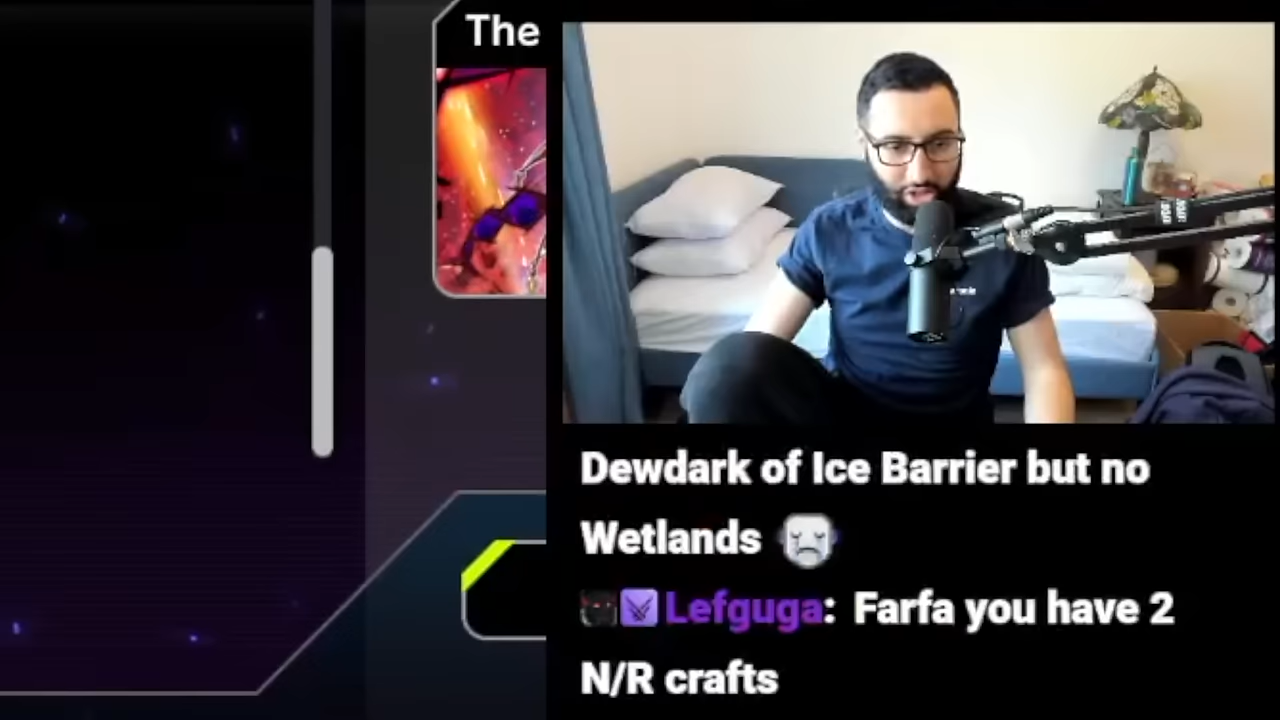 The
Dewdark of Ice Barrier but no
Wetlands
Lefguga: Farfa you have 2
N/R crafts